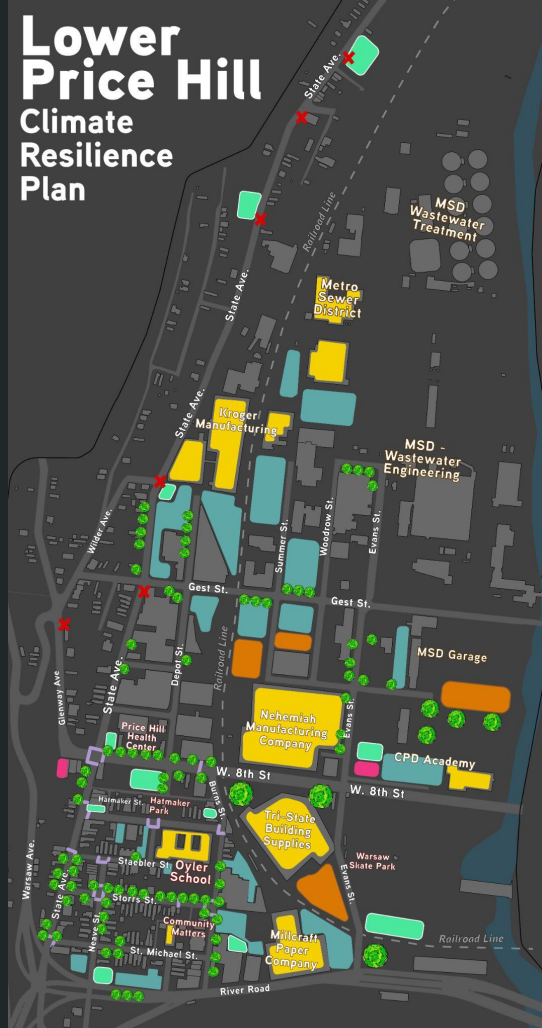 Lower
Price Hill
Climate
Resilience
Plan
State Ave.
Railroad Line
MSD
Wastewater
Treatment
State Ave.
Metro
Sewer
District
State Ave.
Kroger
Manufacturing
MSD -
Wastewater
Engineering
Wilder Ave.
Summer St.
Woodrow St.
Evans St.
Gest St.
Gest St.
Railroad Line
Depot St.
MSD Garage
Glenway Ave
State Ave.
Price Hill
Health
Center
Nehemiah
Manufacturing
Company
Evans St.
CPD Academy
W. 8th St
W. 8th St
Burns St.
Hatmaker St.
Hatmaker
Park
Tri-State
Building
Supplies
Warsaw Ave.
State Ave.
Staebler St.
Oyler
School
Warsaw
Skate Park
Evans St.
Storrs St.
Neave St.
Community
Matters
St. Michael St.
Millcraft
Paper
Company
Railroad Line
River Road